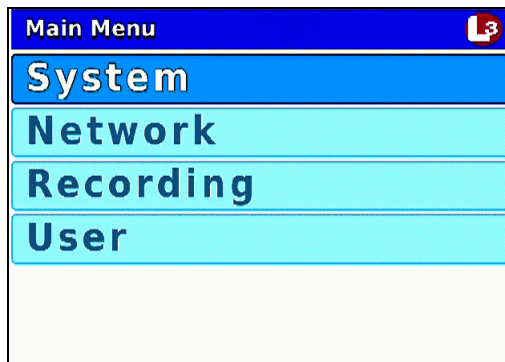 Main Menu
L3
System
Network
Recording
User